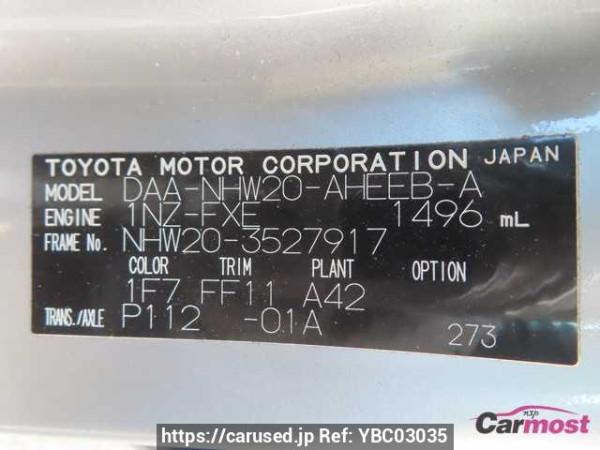 TOYOTA MOTOR CORPORATION JAPAN
MODEL DAA-NHW20-AHEEB-A
ENGINE 1NZ-FXE 1496 mL
FRAME No. NHW20-3527917
COLOR TRIM PLANT OPTION
1F7 FF11 A42
TRANS./AXLE P112 -01A 273
Carmost
https://carused.jp Ref: YBC03035